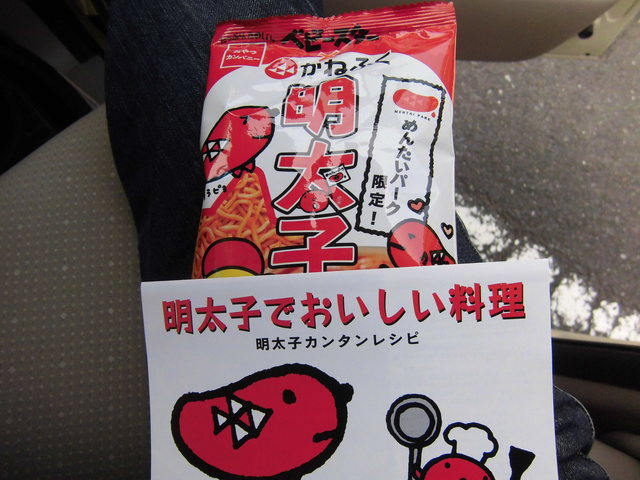 ベビースター
おやつ
カンパニー
かねふく
明太子
MENTAI PARK
めんたいパーク
限定!
明太子でおいしい料理
明太子カンタンレシピ